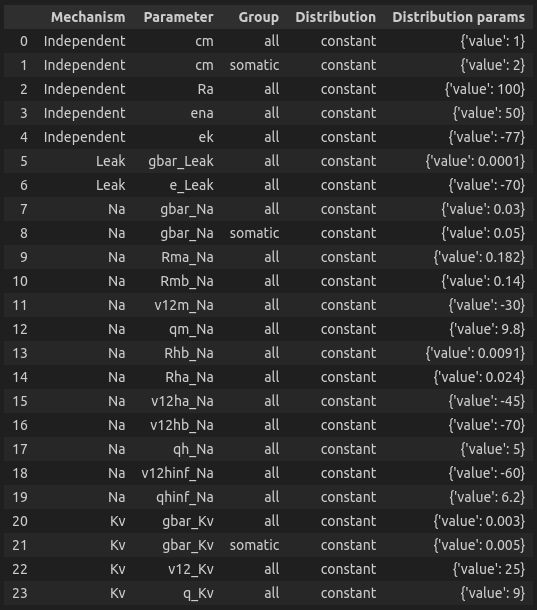 Mechanism Parameter Group Distribution Distribution params
0 Independent cm all constant {'value': 1}
1 Independent cm somatic constant {'value': 2}
2 Independent Ra all constant {'value': 100}
3 Independent ena all constant {'value': 50}
4 Independent ek all constant {'value': -77}
5 Leak gbar_Leak all constant {'value': 0.0001}
6 Leak e_Leak all constant {'value': -70}
7 Na gbar_Na all constant {'value': 0.03}
8 Na gbar_Na somatic constant {'value': 0.05}
9 Na Rma_Na all constant {'value': 0.182}
10 Na Rmb_Na all constant {'value': 0.14}
11 Na v12m_Na all constant {'value': -30}
12 Na qm_Na all constant {'value': 9.8}
13 Na Rhb_Na all constant {'value': 0.0091}
14 Na Rha_Na all constant {'value': 0.024}
15 Na v12ha_Na all constant {'value': -45}
16 Na v12hb_Na all constant {'value': -70}
17 Na qh_Na all constant {'value': 5}
18 Na v12hinf_Na all constant {'value': -60}
19 Na qhinf_Na all constant {'value': 6.2}
20 Kv gbar_Kv all constant {'value': 0.003}
21 Kv gbar_Kv somatic constant {'value': 0.005}
22 Kv v12_Kv all constant {'value': 25}
23 Kv q_Kv all constant {'value': 9}